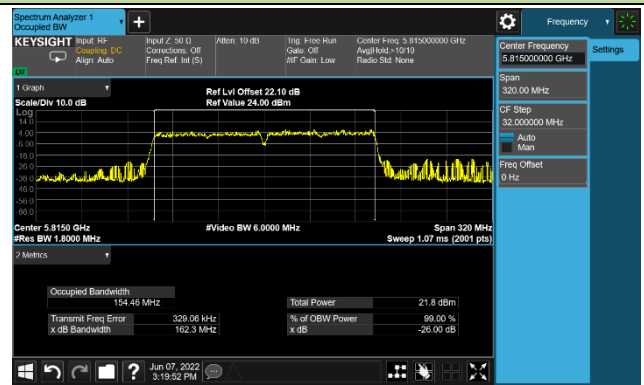 Spectrum Analyzer 1
Occupied BW
Frequency
KEYSIGHT
Input: RF
Coupling: DC
Align: Auto
Input Z: 50 Ω
Corrections: Off
Freq Ref: Int (S)
Atten: 10 dB
Trig: Free Run
Gate: Off
#IF Gain: Low
Center Freq: 5.815000000 GHz
Avg|Hold:>10/10
Radio Std: None
Center Frequency
5.815000000 GHz
Settings
Span
320.00 MHz
CF Step
32.000000 MHz
Auto
Man
Freq Offset
0 Hz
1 Graph
Scale/Div 10.0 dB
Ref Lvl Offset 22.10 dB
Ref Value 24.00 dBm
Log
14.0
4.00
-6.00
-16.0
-26.0
-36.0
-46.0
-56.0
-66.0
Center 5.8150 GHz
#Res BW 1.8000 MHz
#Video BW 6.0000 MHz
Span 320 MHz
Sweep 1.07 ms (2001 pts)
2 Metrics
Occupied Bandwidth
154.46 MHz
Total Power 21.8 dBm
Transmit Freq Error 329.06 kHz
% of OBW Power 99.00 %
x dB Bandwidth 162.3 MHz
x dB -26.00 dB
Jun 07, 2022
3:19:52 PM